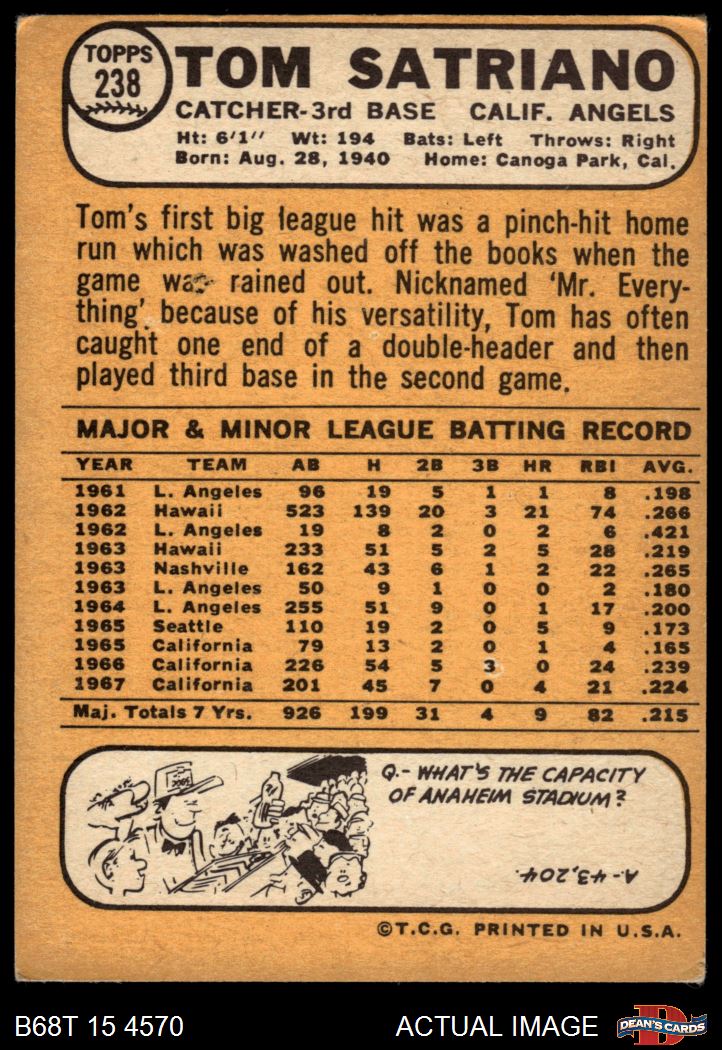 TOPPS
238
TOM SATRIANO
CATCHER-3rd BASE CALIF. ANGELS
Ht: 6'1" Wt: 194 Bats: Left Throws: Right
Born: Aug. 28, 1940 Home: Canoga Park, Cal.
Tom's first big league hit was a pinch-hit home
run which was washed off the books when the
game was rained out. Nicknamed 'Mr. Every-
thing' because of his versatility, Tom has often
caught one end of a double-header and then
played third base in the second game.
MAJOR & MINOR LEAGUE BATTING RECORD
YEAR TEAM AB H 2B 3B HR RBI AVG.
1961 L. Angeles 96 19 5 1 1 8 .198
1962 Hawaii 523 139 20 3 21 74 .266
1962 L. Angeles 19 8 2 0 2 6 .421
1963 Hawaii 233 51 5 2 5 28 .219
1963 Nashville 162 43 6 1 2 22 .265
1963 L. Angeles 50 9 1 0 0 2 .180
1964 L. Angeles 255 51 9 0 1 17 .200
1965 Seattle 110 19 2 0 5 9 .173
1965 California 79 13 2 0 1 4 .165
1966 California 226 54 5 3 0 24 .239
1967 California 201 45 7 0 4 21 .224
Maj. Totals 7 Yrs. 926 199 31 4 9 82 .215
Q.- WHAT'S THE CAPACITY
OF ANAHEIM STADIUM?
A.-43,204.
©T.C.G. PRINTED IN U.S.A.
B68T 15 4570 ACTUAL IMAGE DEAN'S CARDS